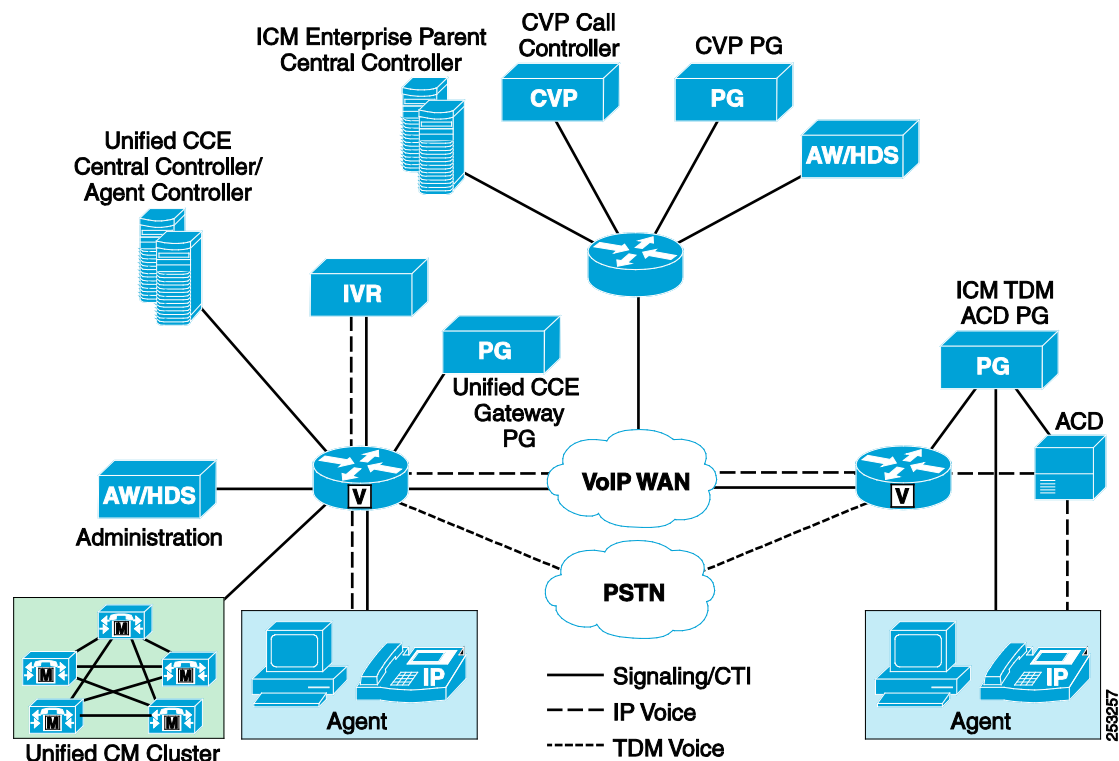 ICM Enterprise Parent
Central Controller
CVP Call
Controller
CVP PG
CVP
PG
AW/HDS
Unified CCE
Central Controller/
Agent Controller
IVR
PG
Unified CCE
Gateway
PG
ICM TDM
ACD PG
PG
ACD
AW/HDS
Administration
V
VoIP WAN
V
PSTN
M
M
M
M
M
Unified CM Cluster
IP
Agent
Signaling/CTI
IP Voice
TDM Voice
IP
Agent
253257